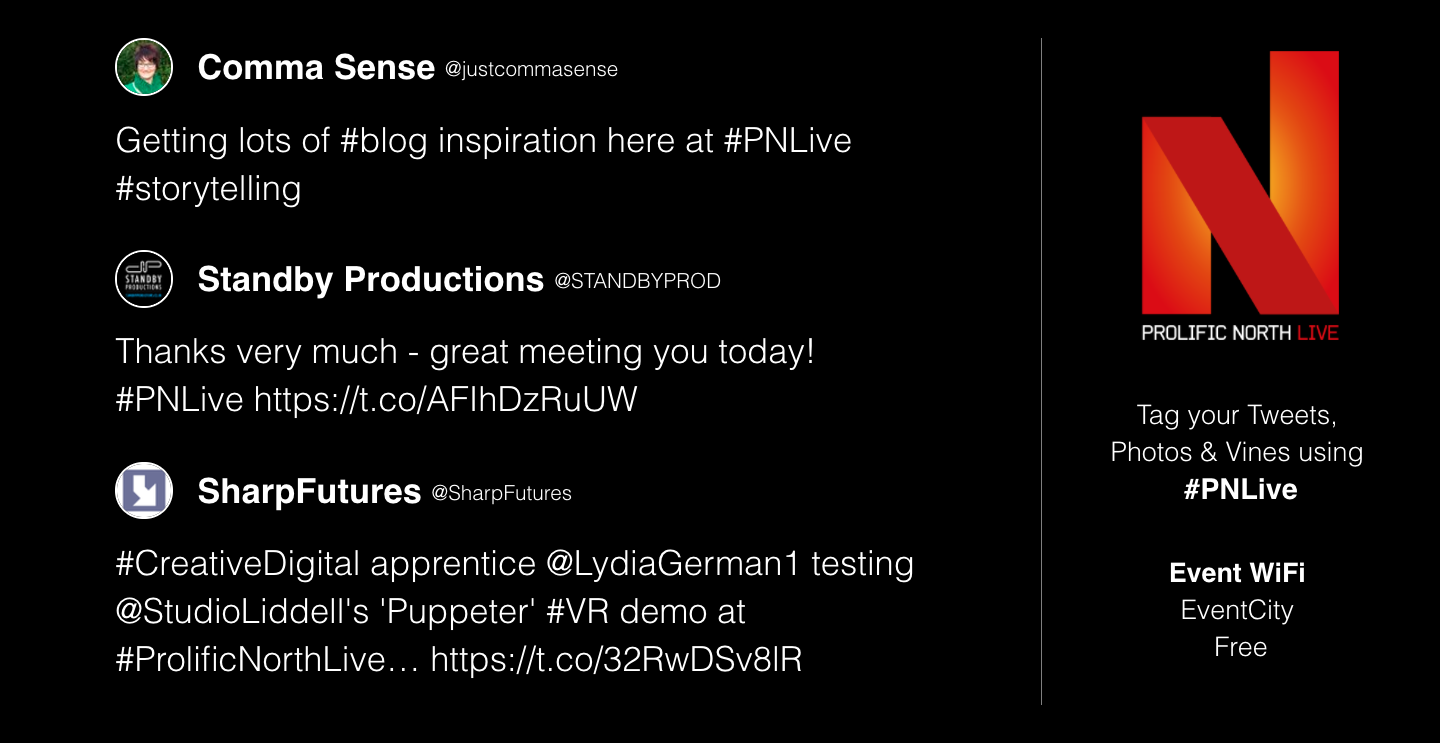 Comma Sense @justcommasense
Getting lots of #blog inspiration here at #PNLive
#storytelling
STANDBY
PRODUCTIONS
Standby Productions @STANDBYPROD
Thanks very much - great meeting you today!
#PNLive https://t.co/AFIhDzRuUW
SharpFutures @SharpFutures
#CreativeDigital apprentice @LydiaGerman1 testing
@StudioLiddell's 'Puppeter' #VR demo at
#ProlificNorthLive… https://t.co/32RwDSv8lR
PROLIFIC NORTH LIVE
Tag your Tweets,
Photos & Vines using
#PNLive
Event WiFi
EventCity
Free